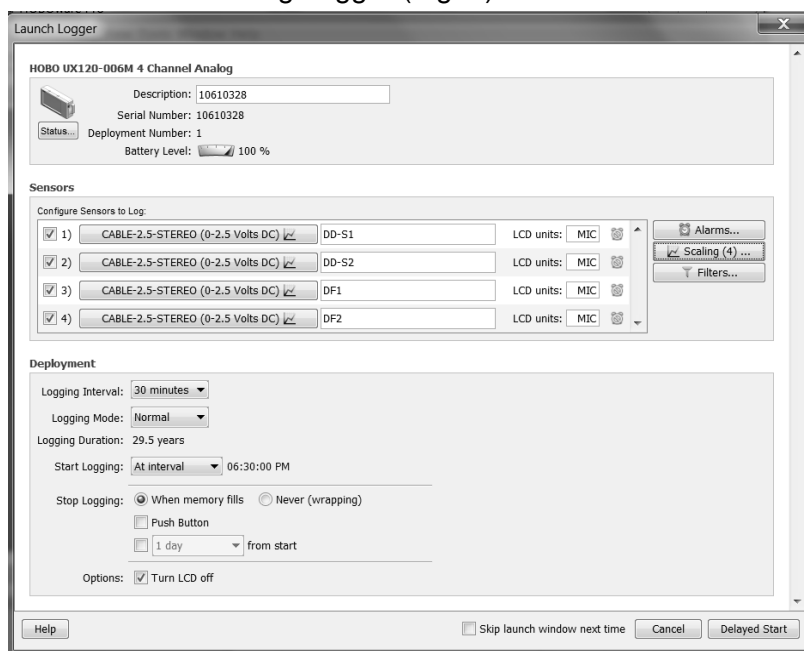 Launch Logger
HOBO UX120-006M 4 Channel Analog
Description: 10610328
Serial Number: 10610328
Status... Deployment Number: 1
Battery Level: 100 %
Sensors
Configure Sensors to Log:
1) CABLE-2.5-STEREO (0-2.5 Volts DC) DD-S1 LCD units: MIC Alarms...
2) CABLE-2.5-STEREO (0-2.5 Volts DC) DD-S2 LCD units: MIC Scaling (4) ...
3) CABLE-2.5-STEREO (0-2.5 Volts DC) DF1 LCD units: MIC Filters...
4) CABLE-2.5-STEREO (0-2.5 Volts DC) DF2 LCD units: MIC
Deployment
Logging Interval: 30 minutes
Logging Mode: Normal
Logging Duration: 29.5 years
Start Logging: At interval 06:30:00 PM
Stop Logging: When memory fills Never (wrapping)
Push Button
1 day from start
Options: Turn LCD off
Help Skip launch window next time Cancel Delayed Start